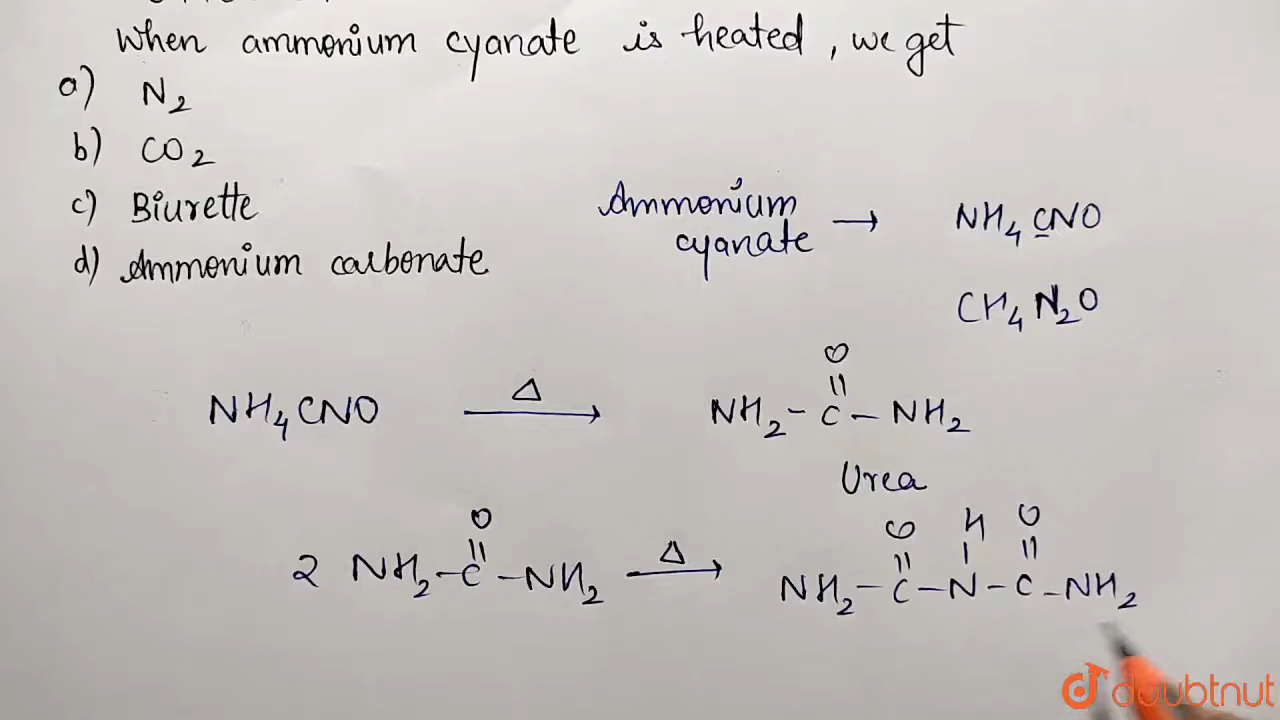 When ammonium cyanate is heated, we get
a) N₂
b) CO₂
c) Biurette
d) Ammonium carbonate
Ammonium cyanate → NH₄CNO
CH₄N₂O
NH₄CNO —Δ→ NH₂-C-NH₂
O
||
Urea
2 NH₂-C-NH₂ —Δ→ NH₂-C-N-C-NH₂
O
||
O H O
|| | ||
doubtnut